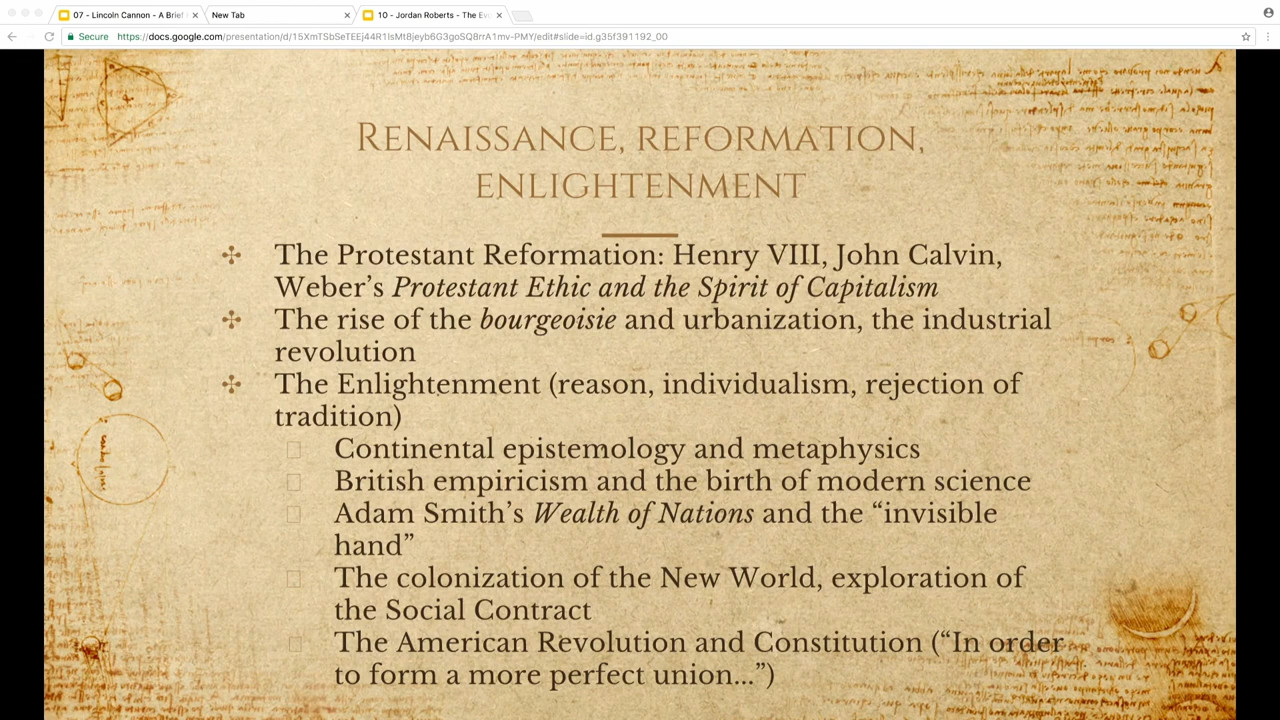 07 - Lincoln Cannon - A Brief
New Tab
10 - Jordan Roberts - The Ev
Secure
https://docs.google.com/presentation/d/15XmTSbSeTEEj44R1IsMt8jeyb6G3goSQ8rrA1mv-PMY/edit#slide=id.g35f391192_00
RENAISSANCE, REFORMATION,
ENLIGHTENMENT
The Protestant Reformation: Henry VIII, John Calvin,
Weber’s Protestant Ethic and the Spirit of Capitalism
The rise of the bourgeoisie and urbanization, the industrial
revolution
The Enlightenment (reason, individualism, rejection of
tradition)
Continental epistemology and metaphysics
British empiricism and the birth of modern science
Adam Smith’s Wealth of Nations and the “invisible
hand”
The colonization of the New World, exploration of
the Social Contract
The American Revolution and Constitution (“In order
to form a more perfect union...”)